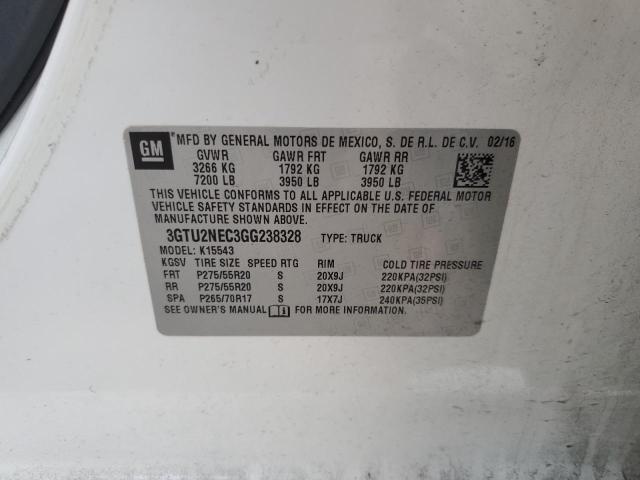 GM
MFD BY GENERAL MOTORS DE MEXICO, S. DE R.L. DE C.V. 02/16
GVWR GAWR FRT GAWR RR
3266 KG 1792 KG 1792 KG
7200 LB 3950 LB 3950 LB
THIS VEHICLE CONFORMS TO ALL APPLICABLE U.S. FEDERAL MOTOR
VEHICLE SAFETY STANDARDS IN EFFECT ON THE DATE OF
MANUFACTURE SHOWN ABOVE.
3GTU2NEC3GG238328 TYPE: TRUCK
MODEL: K15543
KGSV TIRE SIZE SPEED RTG RIM COLD TIRE PRESSURE
FRT P275/55R20 S 20X9J 220KPA(32PSI)
RR P275/55R20 S 20X9J 220KPA(32PSI)
SPA P265/70R17 S 17X7J 240KPA(35PSI)
SEE OWNER'S MANUAL FOR MORE INFORMATION.